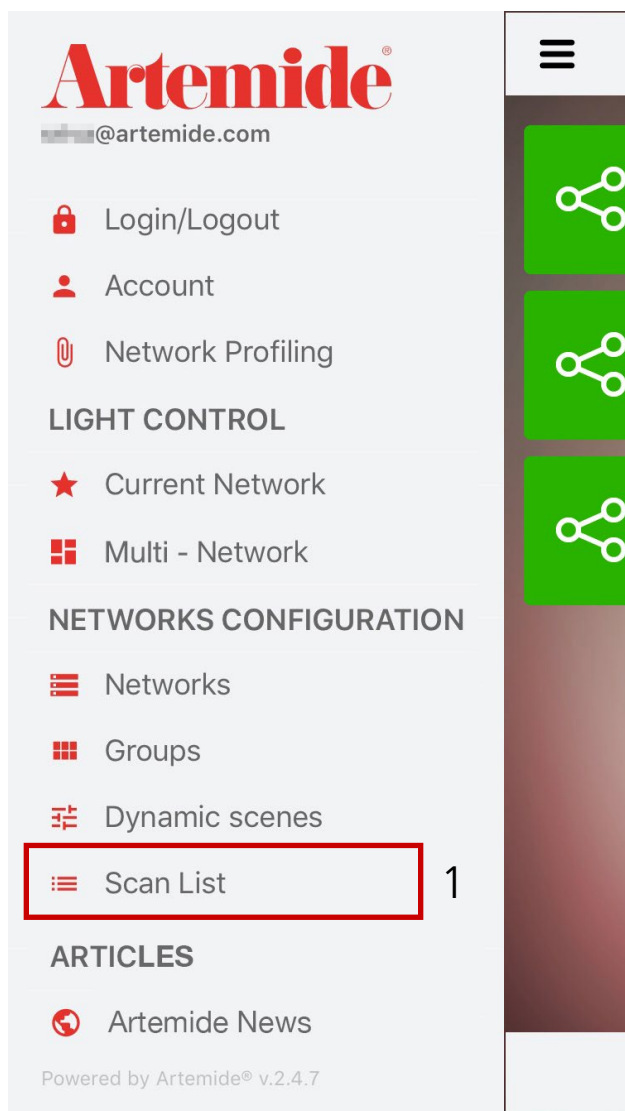 Artemide®
@artemide.com
Login/Logout
Account
Network Profiling
LIGHT CONTROL
Current Network
Multi - Network
NETWORKS CONFIGURATION
Networks
Groups
Dynamic scenes
Scan List 1
ARTICLES
Artemide News
Powered by Artemide® v.2.4.7